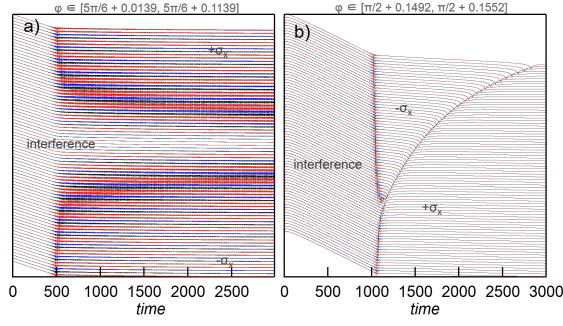 φ ∈ [5π/6 + 0.0139, 5π/6 + 0.1139]
φ ∈ [π/2 + 0.1492, π/2 + 0.1552]
a)
+σx
interference
-σx
0 500 1000 1500 2000 2500
time
b)
-σx
interference
+σx
0 500 1000 1500 2000 2500 3000
time